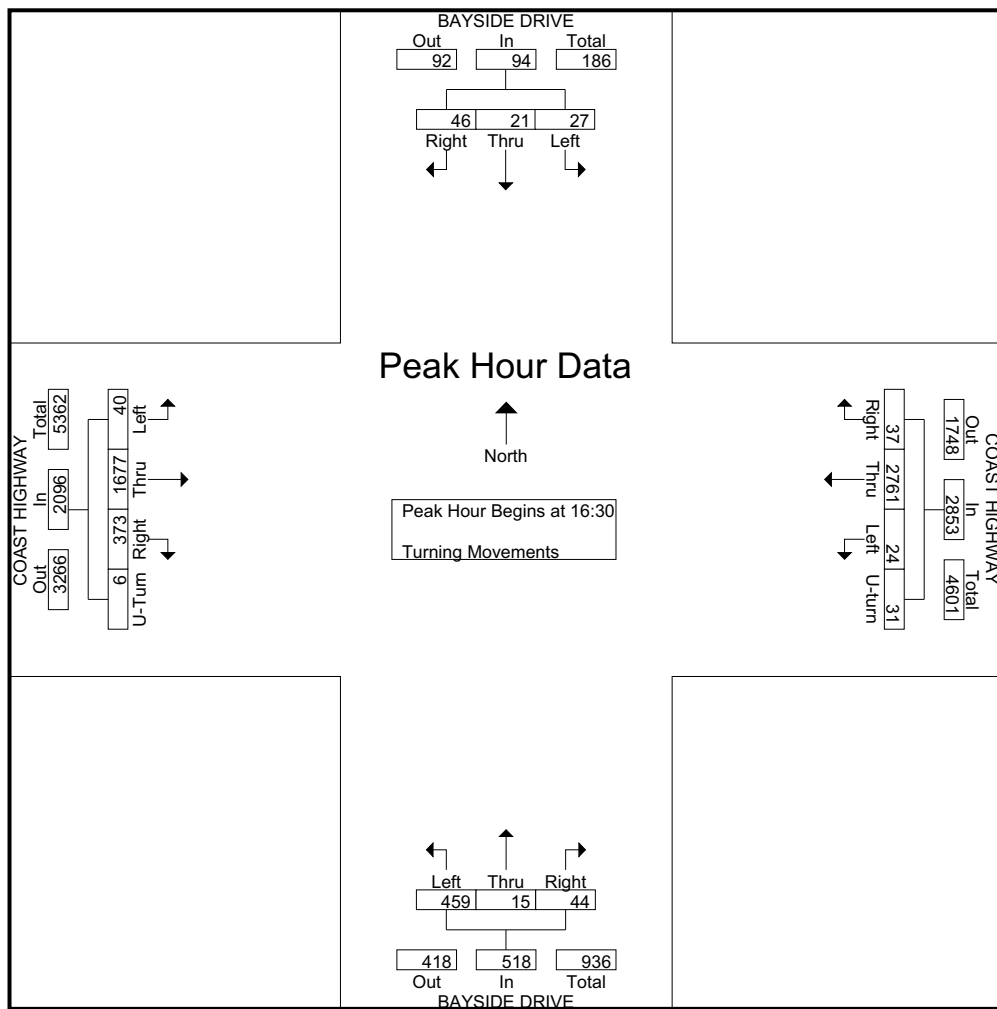 BAYSIDE DRIVE
Out In Total
92 94 186
46 21 27
Right Thru Left
Peak Hour Data
North
Peak Hour Begins at 16:30
Turning Movements
COAST HIGHWAY
Out In Total
3266 2096 5362
6 373 1677 40
U-Turn Right Thru Left
COAST HIGHWAY
Out In Total
1748 2853 4601
37 2761 24 31
Right Thru Left U-turn
Left Thru Right
459 15 44
418 518 936
Out In Total
BAYSIDE DRIVE